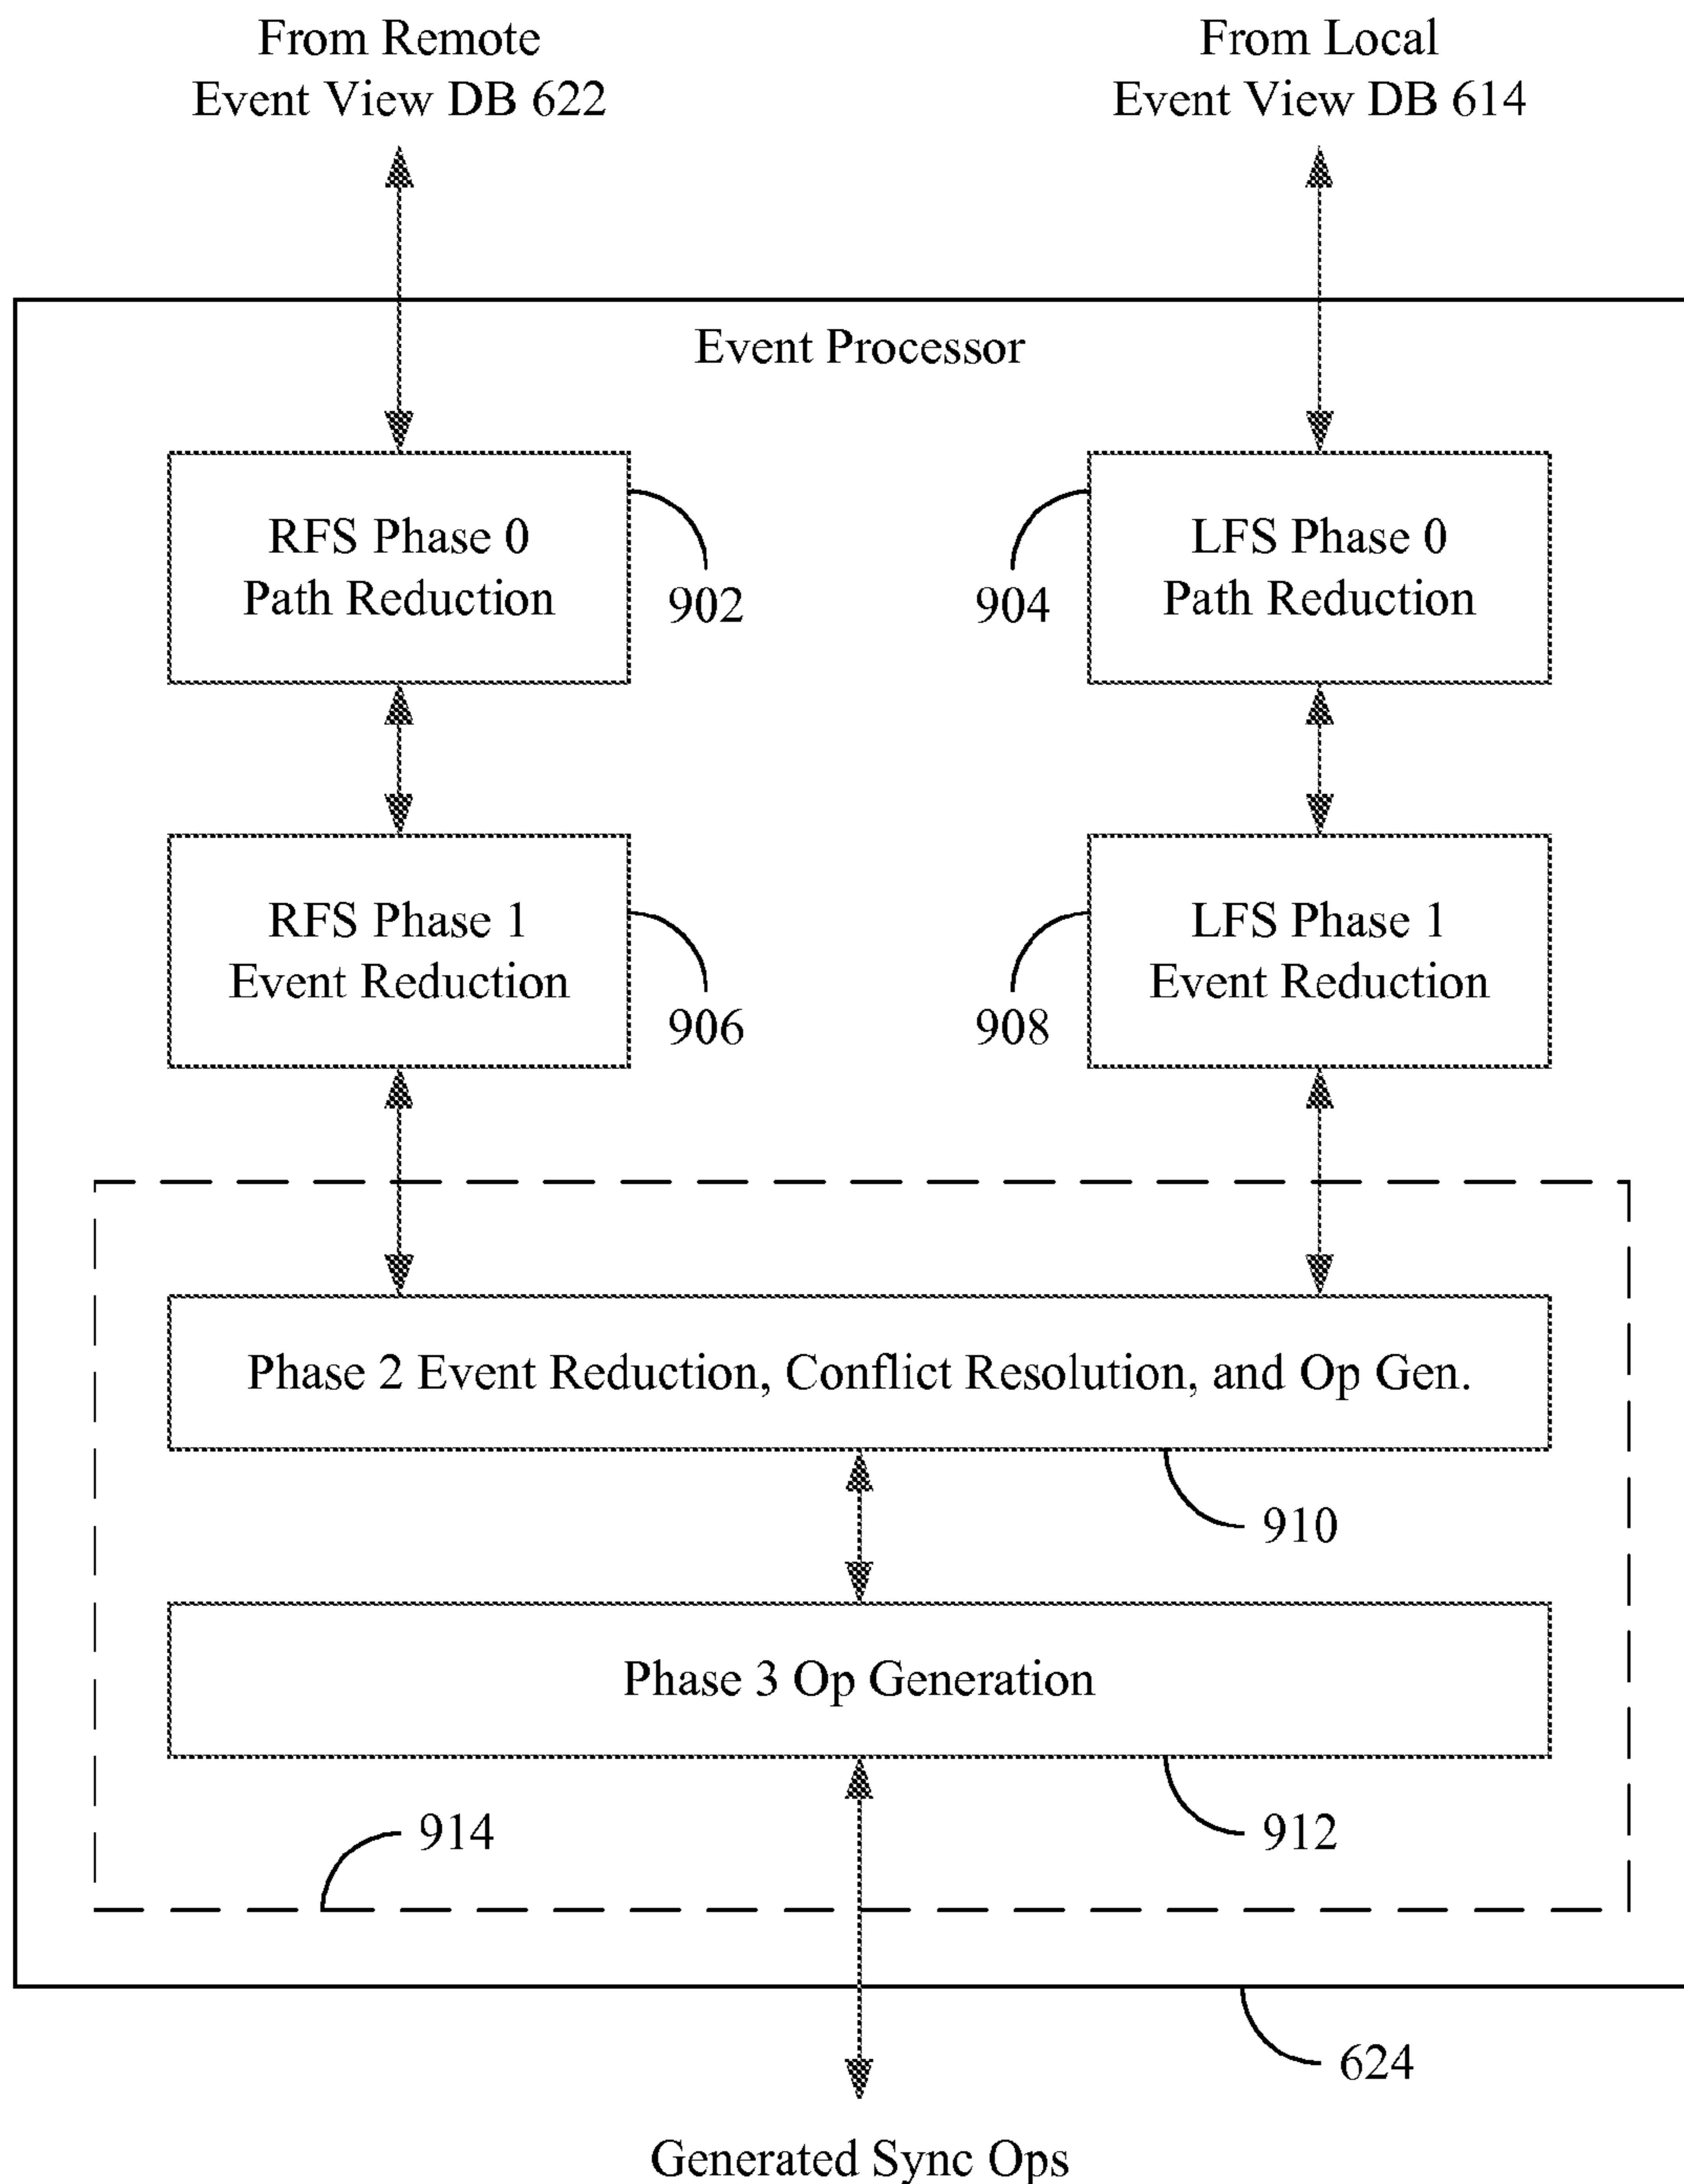 From Remote
Event View DB 622
From Local
Event View DB 614
Event Processor
RFS Phase 0
Path Reduction
902
904
LFS Phase 0
Path Reduction
RFS Phase 1
Event Reduction
906
908
LFS Phase 1
Event Reduction
Phase 2 Event Reduction, Conflict Resolution, and Op Gen.
910
Phase 3 Op Generation
914
912
624
Generated Sync Ops